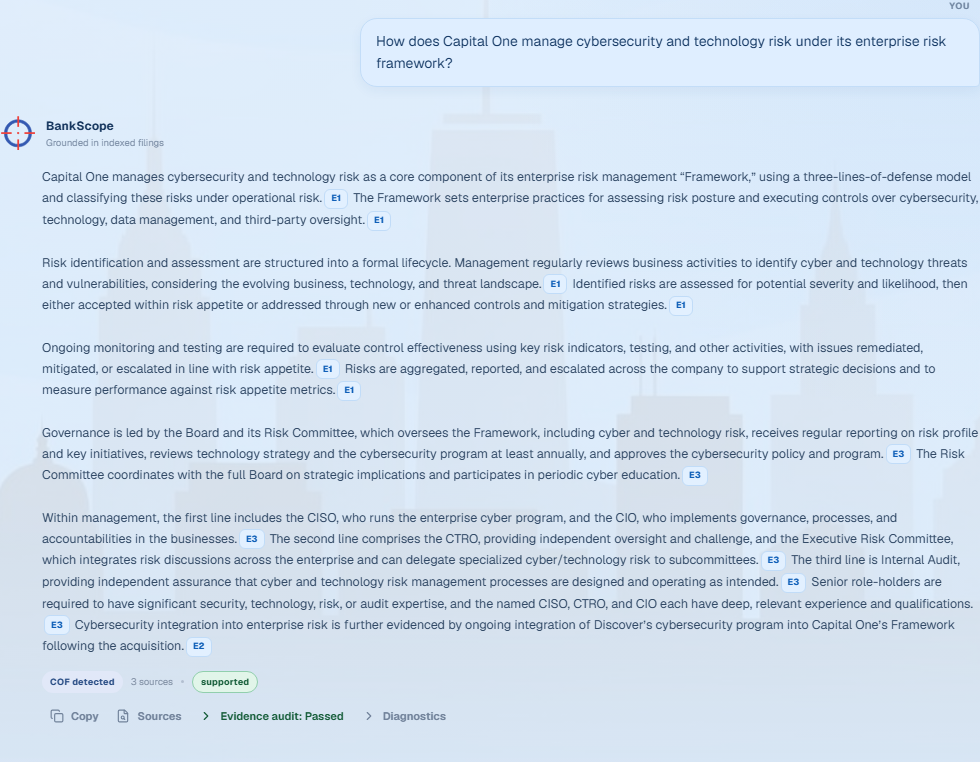 YOU
How does Capital One manage cybersecurity and technology risk under its enterprise risk
framework?
BankScope
Grounded in indexed filings
Capital One manages cybersecurity and technology risk as a core component of its enterprise risk management “Framework,” using a three-lines-of-defense model
and classifying these risks under operational risk. E1 The Framework sets enterprise practices for assessing risk posture and executing controls over cybersecurity,
technology, data management, and third-party oversight. E1
Risk identification and assessment are structured into a formal lifecycle. Management regularly reviews business activities to identify cyber and technology threats
and vulnerabilities, considering the evolving business, technology, and threat landscape. E1 Identified risks are assessed for potential severity and likelihood, then
either accepted within risk appetite or addressed through new or enhanced controls and mitigation strategies. E1
Ongoing monitoring and testing are required to evaluate control effectiveness using key risk indicators, testing, and other activities, with issues remediated,
mitigated, or escalated in line with risk appetite. E1 Risks are aggregated, reported, and escalated across the company to support strategic decisions and to
measure performance against risk appetite metrics. E1
Governance is led by the Board and its Risk Committee, which oversees the Framework, including cyber and technology risk, receives regular reporting on risk profile
and key initiatives, reviews technology strategy and the cybersecurity program at least annually, and approves the cybersecurity policy and program. E3 The Risk
Committee coordinates with the full Board on strategic implications and participates in periodic cyber education. E3
Within management, the first line includes the CISO, who runs the enterprise cyber program, and the CIO, who implements governance, processes, and
accountabilities in the businesses. E3 The second line comprises the CTRO, providing independent oversight and challenge, and the Executive Risk Committee,
which integrates risk discussions across the enterprise and can delegate specialized cyber/technology risk to subcommittees. E3 The third line is Internal Audit,
providing independent assurance that cyber and technology risk management processes are designed and operating as intended. E3 Senior role-holders are
required to have significant security, technology, risk, or audit expertise, and the named CISO, CTRO, and CIO each have deep, relevant experience and qualifications.
E3 Cybersecurity integration into enterprise risk is further evidenced by ongoing integration of Discover’s cybersecurity program into Capital One’s Framework
following the acquisition. E2
COF detected 3 sources • supported
Copy Sources Evidence audit: Passed Diagnostics